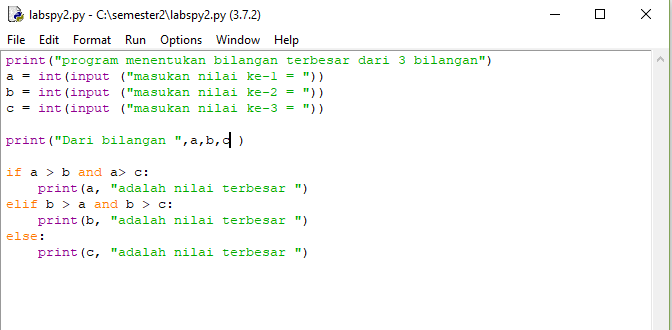 labspy2.py - C:\semester2\labspy2.py (3.7.2)
File Edit Format Run Options Window Help
print("program menentukan bilangan terbesar dari 3 bilangan")
a = int(input ("masukan nilai ke-1 = "))
b = int(input ("masukan nilai ke-2 = "))
c = int(input ("masukan nilai ke-3 = "))
print("Dari bilangan ",a,b,c )
if a > b and a> c:
    print(a, "adalah nilai terbesar ")
elif b > a and b > c:
    print(b, "adalah nilai terbesar ")
else:
    print(c, "adalah nilai terbesar ")